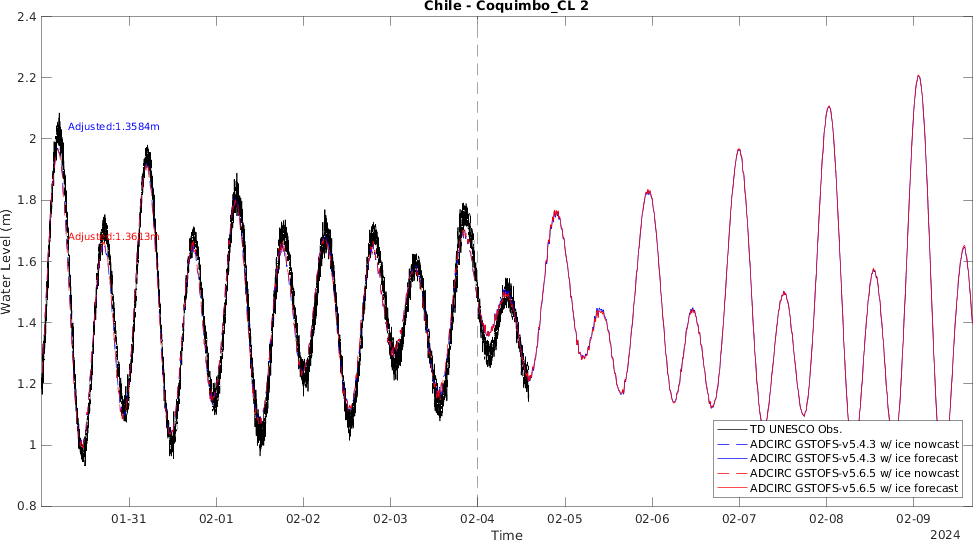 Chile - Coquimbo_CL 2
2.4
2.2
2
1.8
1.6
1.4
1.2
1
0.8
Water Level (m)
Adjusted:1.3584m
Adjusted:1.3613m
TD UNESCO Obs.
ADCIRC GSTOFS-v5.4.3 w/ ice nowcast
ADCIRC GSTOFS-v5.4.3 w/ ice forecast
ADCIRC GSTOFS-v5.6.5 w/ ice nowcast
ADCIRC GSTOFS-v5.6.5 w/ ice forecast
01-31 02-01 02-02 02-03 02-04 02-05 02-06 02-07 02-08 02-09
Time
2024